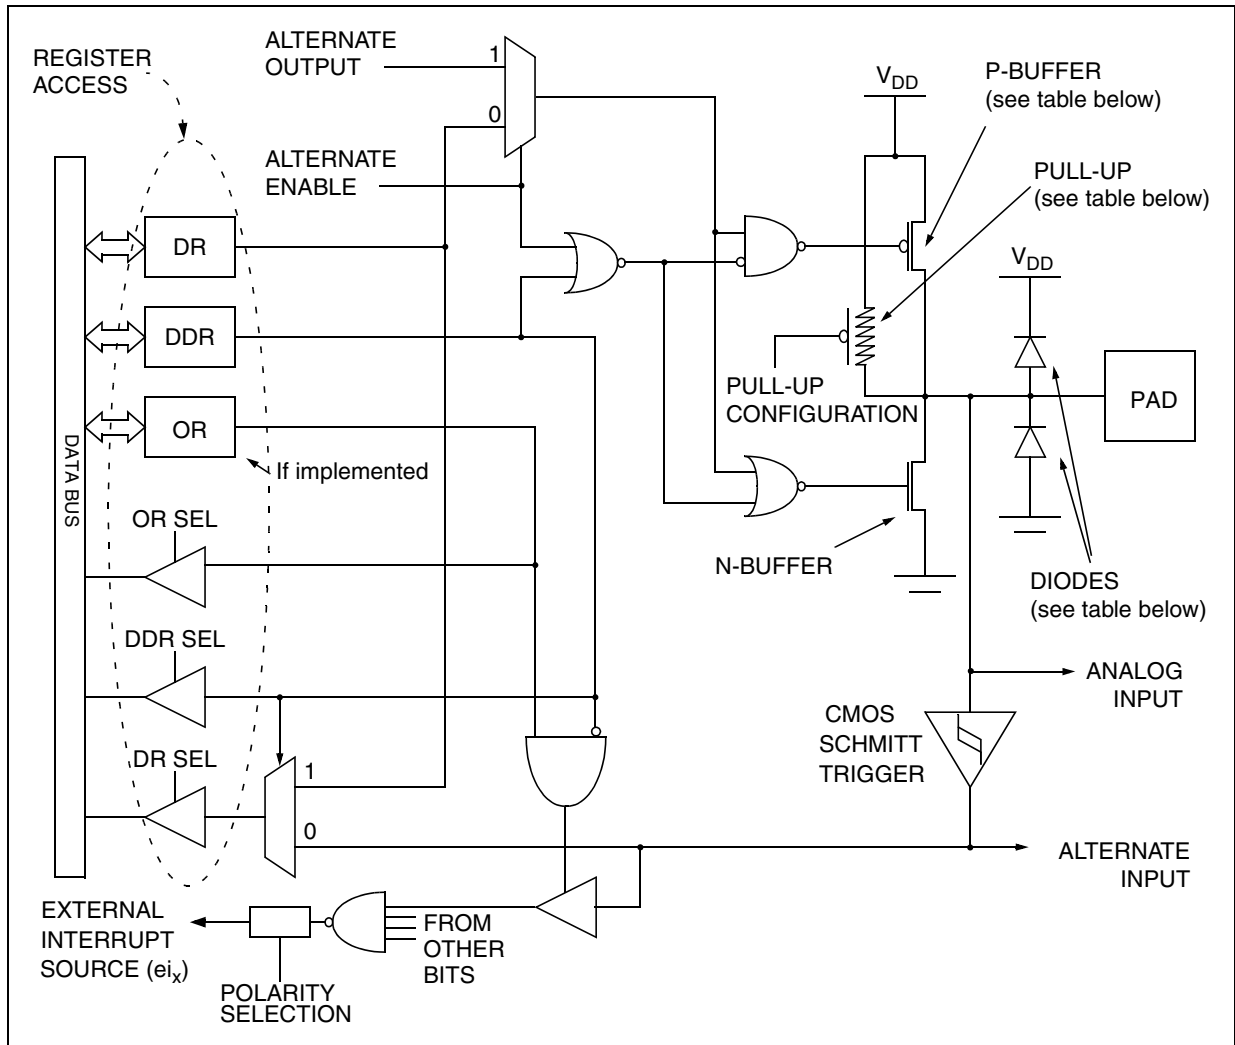 REGISTER
ACCESS
ALTERNATE
OUTPUT
1
0
ALTERNATE
ENABLE
VDD
P-BUFFER
(see table below)
PULL-UP
(see table below)
DR
DDR
OR
If implemented
DATA BUS
PULL-UP
CONFIGURATION
VDD
PAD
N-BUFFER
DIODES
(see table below)
OR SEL
DDR SEL
DR SEL
1
0
ANALOG
INPUT
CMOS
SCHMITT
TRIGGER
ALTERNATE
INPUT
EXTERNAL
INTERRUPT
SOURCE (eix)
FROM
OTHER
BITS
POLARITY
SELECTION